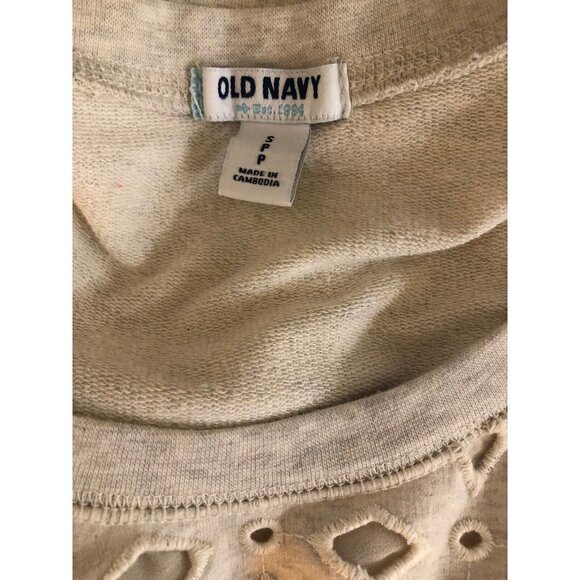 OLD NAVY
Est. 1994
S
P
P
MADE IN
CAMBODIA